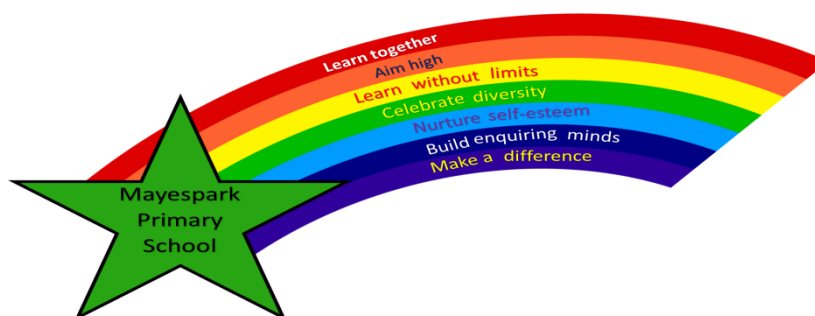 Learn together
Aim high
Learn without limits
Celebrate diversity
Nurture self-esteem
Build enquiring minds
Make a difference
Mayespark
Primary
School